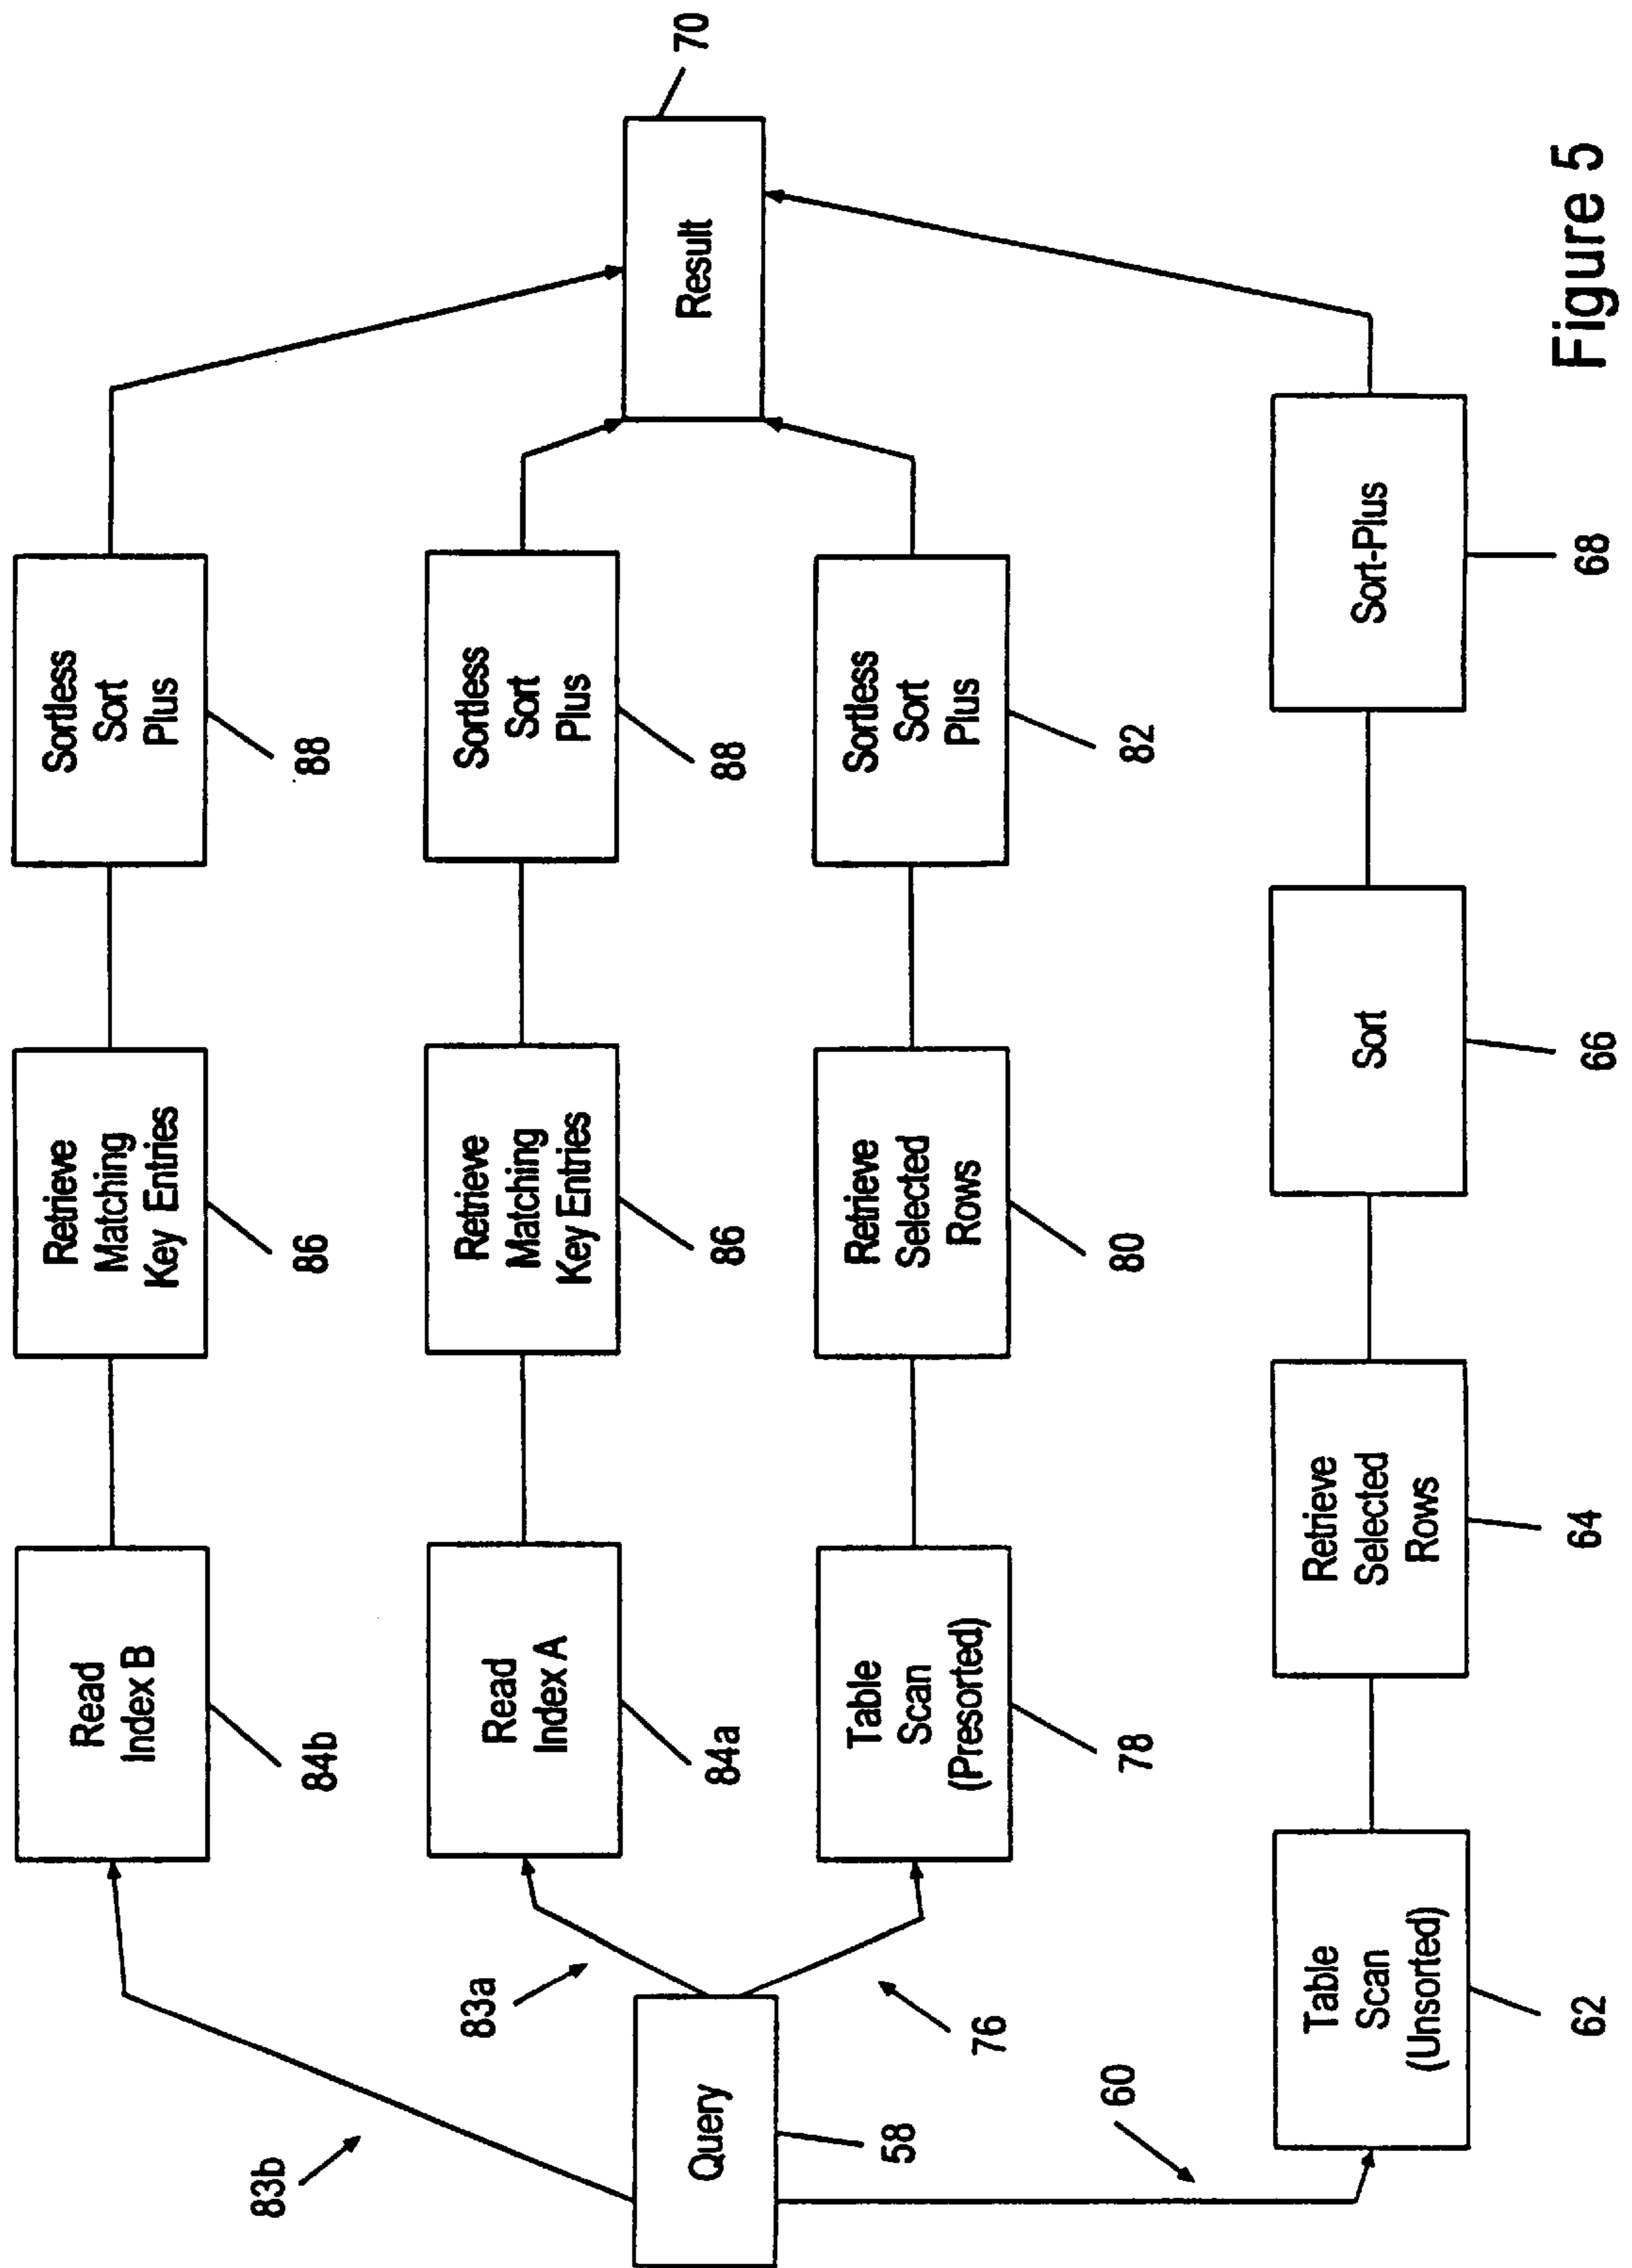 83b
Read
Index B
84b
Retrieve
Matching
Key Entries
86
Sortless
Sort
Plus
88
83a
Read
Index A
84a
Retrieve
Matching
Key Entries
86
Sortless
Sort
Plus
88
Query
58
Result
70
76
Table
Scan
(Presorted)
78
Retrieve
Selected
Rows
80
Sortless
Sort
Plus
82
60
Table
Scan
(Unsorted)
62
Retrieve
Selected
Rows
64
Sort
66
Sort-Plus
68
Figure 5